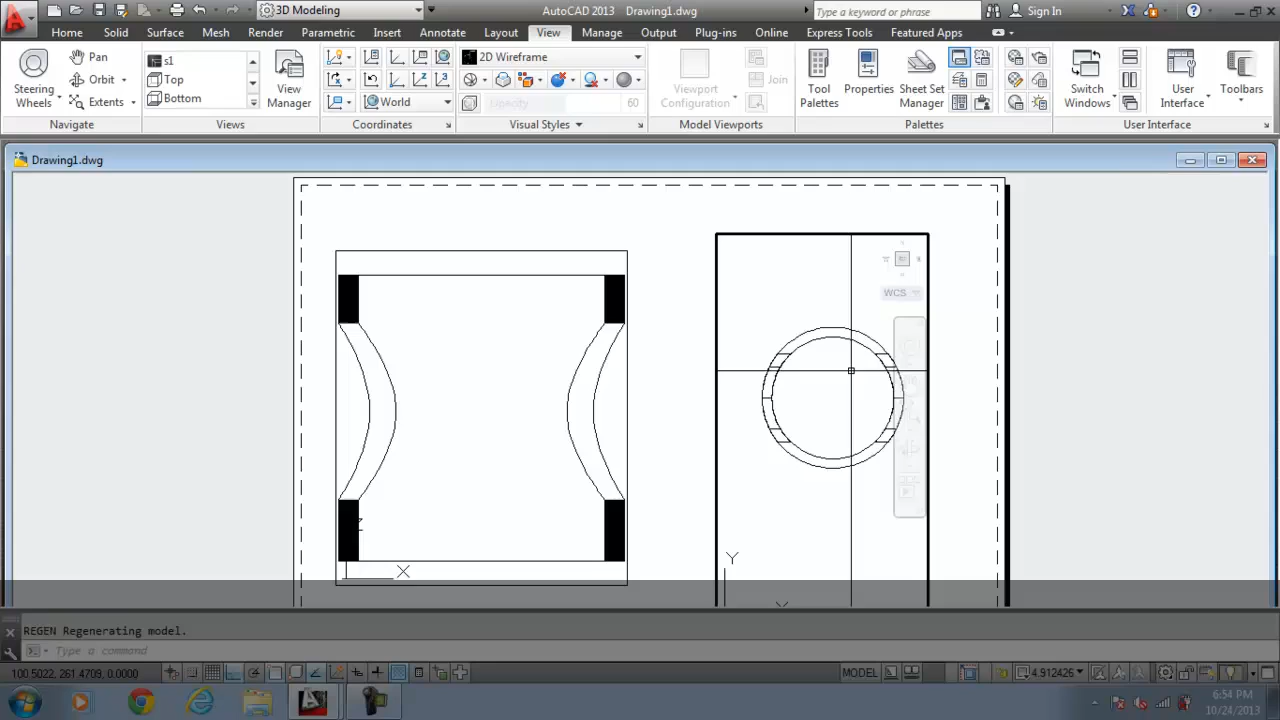 3D Modeling
AutoCAD 2013 Drawing1.dwg
Type a keyword or phrase
Sign In
Home Solid Surface Mesh Render Parametric Insert Annotate Layout View Manage Output Plug-ins Online Express Tools Featured Apps
Steering Wheels
Pan
Orbit
Extents
Navigate
s1
Top
Bottom
Views
View Manager
World
Coordinates
2D Wireframe
Opacity 60
Visual Styles
Viewport Configuration
Join
Model Viewports
Tool Palettes
Properties
Sheet Set Manager
Palettes
Switch Windows
User Interface
Toolbars
User Interface
Drawing1.dwg
WCS
Y
X
REGEN Regenerating model.
Type a command
100.5022, 261.4709, 0.0000
MODEL
4.912426
6:54 PM
10/24/2013